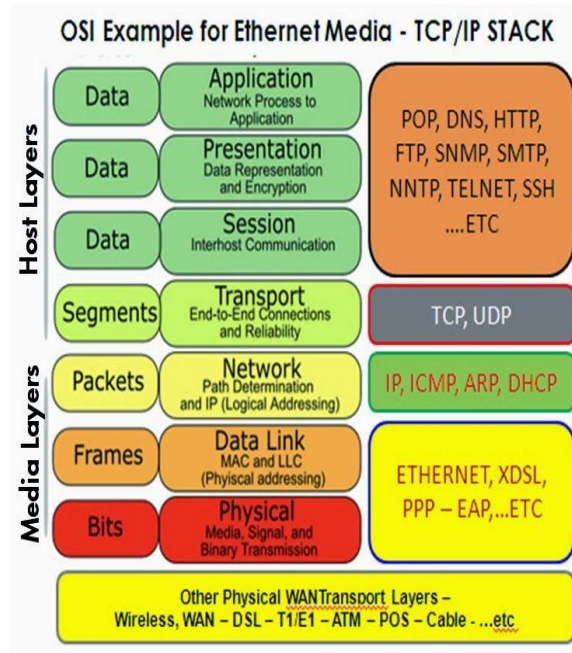 OSI Example for Ethernet Media - TCP/IP STACK
Host Layers
Data
Application
Network Process to
Application
Data
Presentation
Data Representation
and Encryption
Data
Session
Interhost Communication
POP, DNS, HTTP,
FTP, SNMP, SMTP,
NNTP, TELNET, SSH
....ETC
Segments
Transport
End-to-End Connections
and Reliability
TCP, UDP
Media Layers
Packets
Network
Path Determination
and IP (Logical Addressing)
IP, ICMP, ARP, DHCP
Frames
Data Link
MAC and LLC
(Phyiscal addressing)
Bits
Physical
Media, Signal, and
Binary Transmission
ETHERNET, XDSL,
PPP – EAP,...ETC
Other Physical WANTransport Layers –
Wireless, WAN – DSL – T1/E1 – ATM – POS – Cable - ...etc